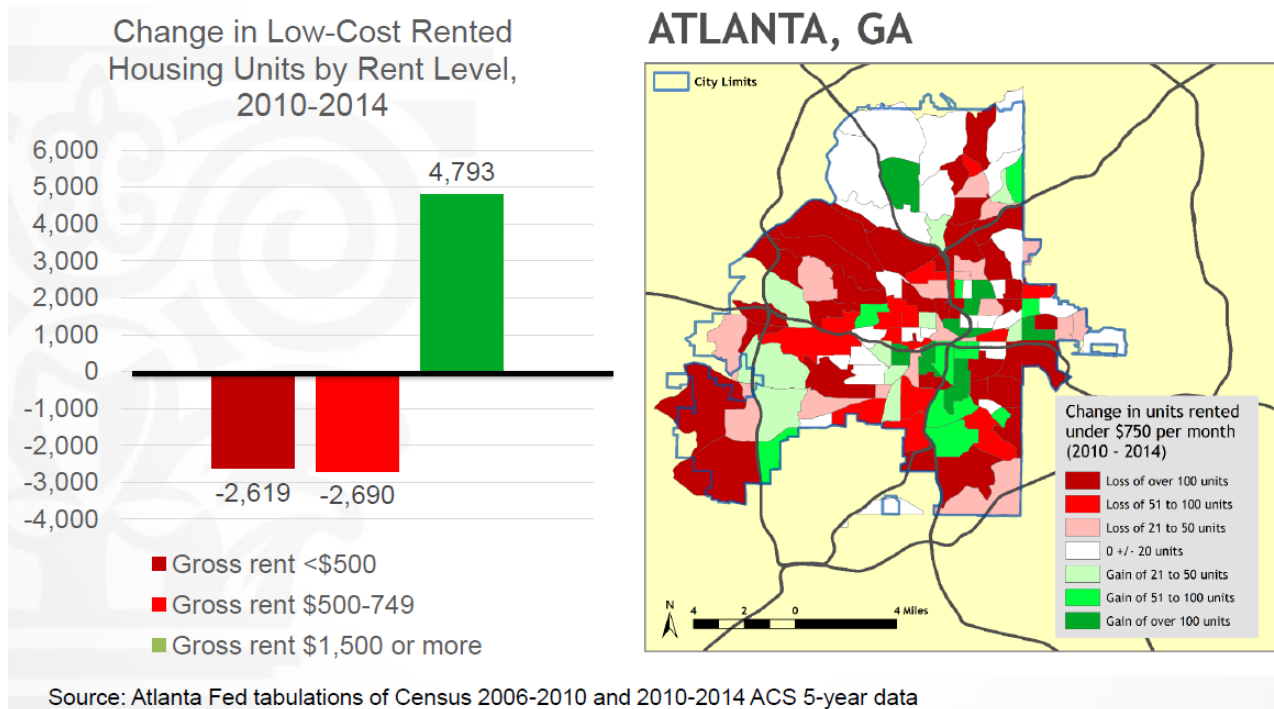 Change in Low-Cost Rented
Housing Units by Rent Level,
2010-2014
6,000
5,000
4,000
3,000
2,000
1,000
0
-1,000
-2,000
-3,000
-4,000
4,793
-2,619
-2,690
Gross rent <$500
Gross rent $500-749
Gross rent $1,500 or more
ATLANTA, GA
City Limits
Change in units rented
under $750 per month
(2010 - 2014)
Loss of over 100 units
Loss of 51 to 100 units
Loss of 21 to 50 units
0 +/- 20 units
Gain of 21 to 50 units
Gain of 51 to 100 units
Gain of over 100 units
N
4 2 0 4 Miles
Source: Atlanta Fed tabulations of Census 2006-2010 and 2010-2014 ACS 5-year data